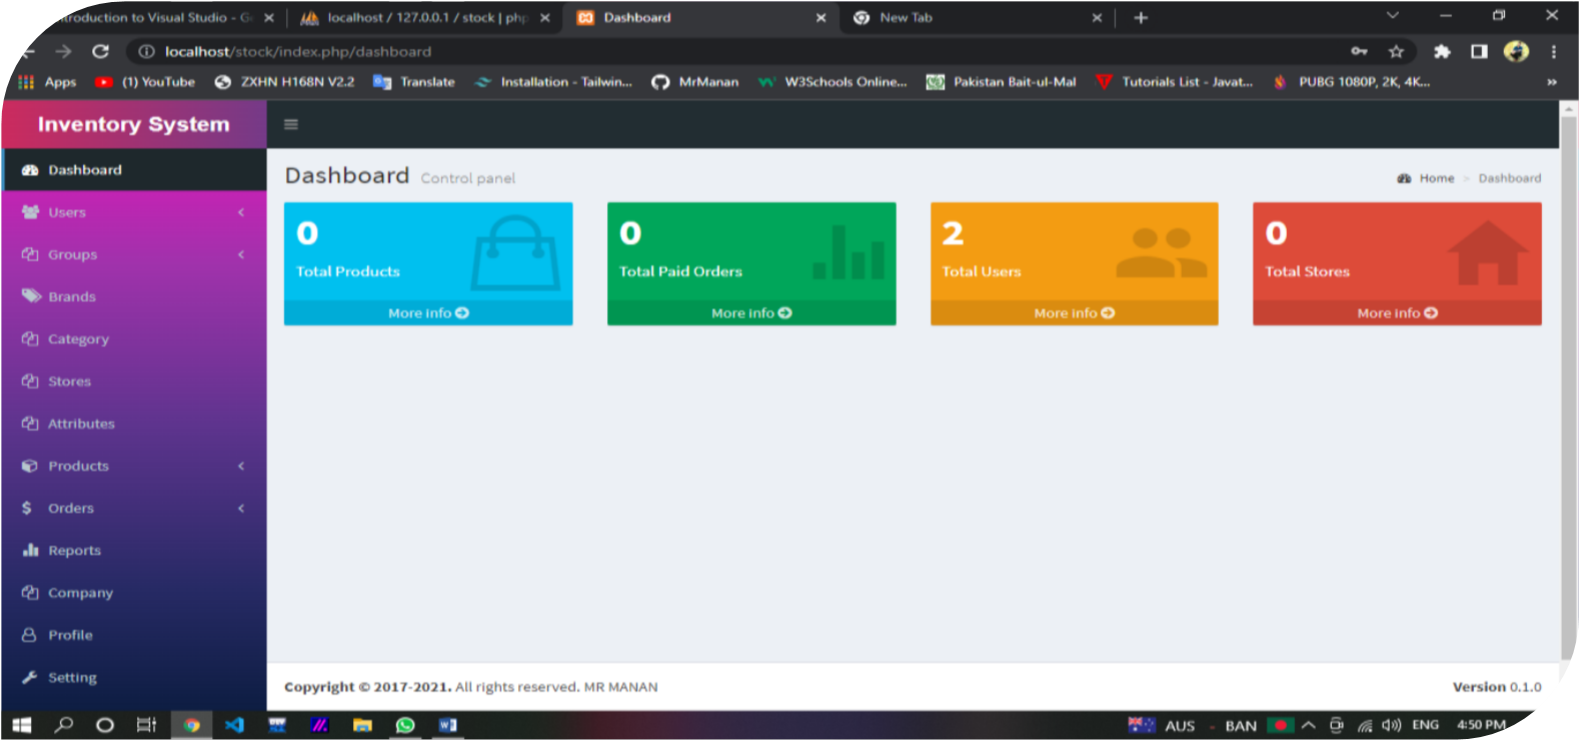 troduction to Visual Studio - G
localhost / 127.0.0.1 / stock | php
Dashboard
New Tab
localhost/stock/index.php/dashboard
Apps
(1) YouTube
ZXHN H168N V2.2
Translate
Installation - Tailwin...
MrManan
W3Schools Online...
Pakistan Bait-ul-Mal
Tutorials List - Javat...
PUBG 1080P, 2K, 4K...
»
Inventory System
Dashboard
Users
Groups
Brands
Category
Stores
Attributes
Products
$ Orders
Reports
Company
Profile
Setting
Dashboard Control panel
Home > Dashboard
0
Total Products
More info
0
Total Paid Orders
More info
2
Total Users
More info
0
Total Stores
More info
Copyright © 2017-2021. All rights reserved. MR MANAN
Version 0.1.0
AUS - BAN
ENG
4:50 PM